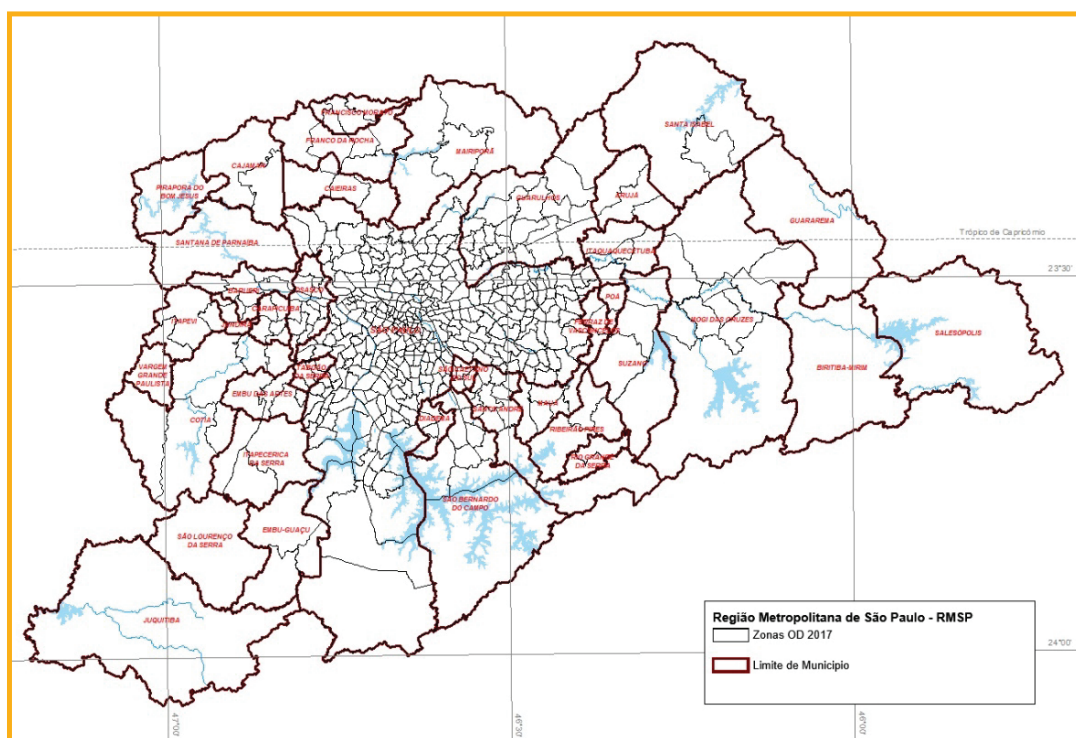 FRANCISCO MORATO
FRANCO DA ROCHA
MAIRIPORÃ
SANTA ISABEL
CAJAMAR
PIRAPORA DO
BOM JESUS
CAIEIRAS
GUARULHOS
ARUJÁ
GUARAREMA
SANTANA DE PARNAÍBA
ITAQUAQUECETUBA
Trópico de Capricórnio
23°30'
BARUERI
OSASCO
CARAPICUIBA
POÁ
ITAPEVI
JANDIRA
SÃO PAULO
FERRAZ DE
VASCONCELOS
MOGI DAS CRUZES
SALESÓPOLIS
SUZANO
VARGEM
GRANDE
PAULISTA
TABOÃO
DA SERRA
SÃO CAETANO
DO SUL
BIRITIBA-MIRIM
EMBU DAS ARTES
COTIA
DIADEMA
SANTO ANDRÉ
MAUÁ
RIBEIRÃO PIRES
ITAPECERICA
DA SERRA
RIO GRANDE
DA SERRA
SÃO BERNARDO
DO CAMPO
SÃO LOURENÇO
DA SERRA
EMBU-GUAÇU
JUQUITIBA
Região Metropolitana de São Paulo - RMSP
Zonas OD 2017
Limite de Municipio
24°00'
47°00'
46°30'
46°00'